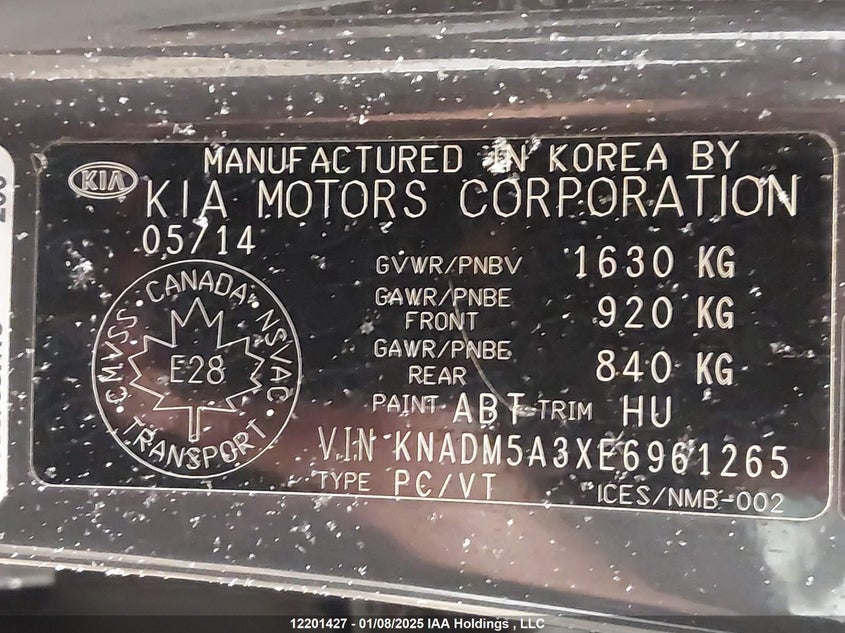 MANUFACTURED IN KOREA BY
KIA
KIA MOTORS CORPORATION
05/14
GVWR/PNBV 1630 KG
GAWR/PNBE FRONT 920 KG
GAWR/PNBE REAR 840 KG
CANADA · NSVAC · TRANSPORT · CMVSS
E28
PAINT ABT TRIM HU
V.I.N KNADM5A3XE6961265
TYPE PC/VT
ICES/NMB-002
12201427 - 01/08/2025 IAA Holdings , LLC